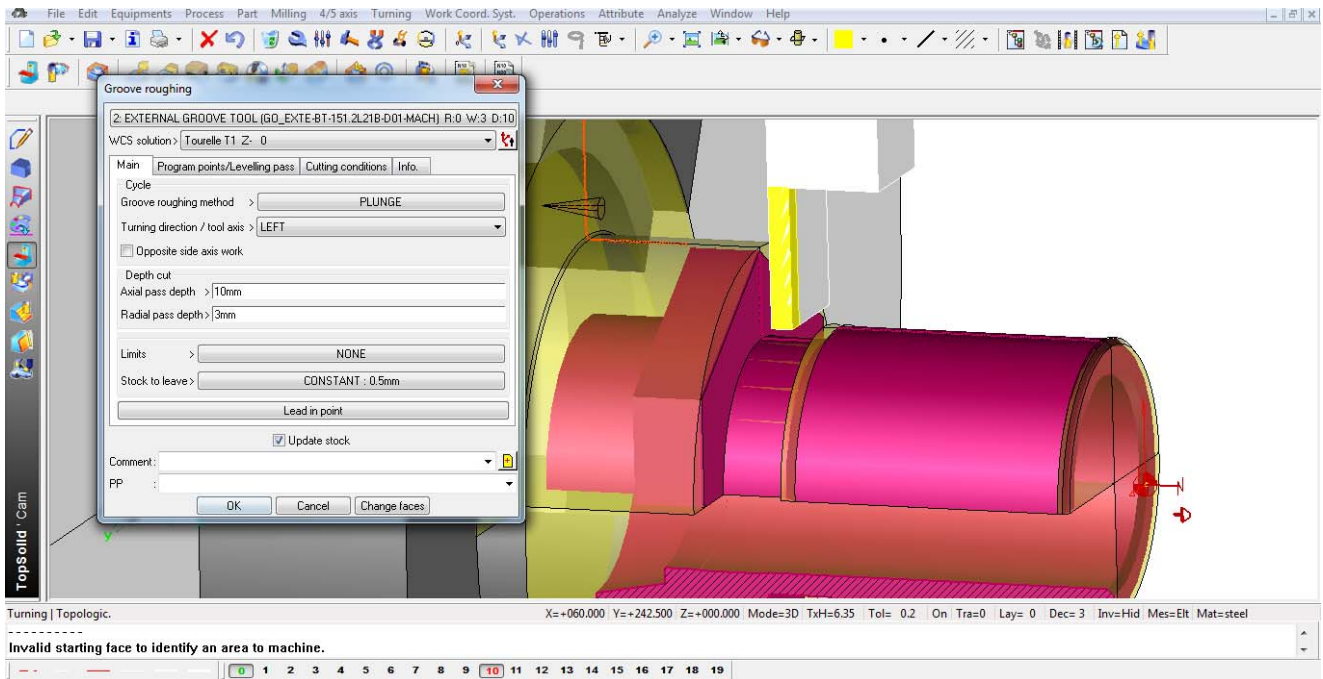 File Edit Equipments Process Part Milling 4/5 axis Turning Work Coord. Syst. Operations Attribute Analyze Window Help
Groove roughing
2: EXTERNAL GROOVE TOOL (GO_EXTE-BT-151.2L21B-D01-MACH) R:0 W:3 D:10
WCS solution > Tourelle T1 Z- 0
Main Program points/Levelling pass Cutting conditions Info.
Cycle
Groove roughing method > PLUNGE
Turning direction / tool axis > LEFT
Opposite side axis work
Depth cut
Axial pass depth > 10mm
Radial pass depth > 3mm
Limits > NONE
Stock to leave > CONSTANT : 0.5mm
Lead in point
Update stock
Comment:
PP :
OK Cancel Change faces
TopSolid'Cam
Turning | Topologic. X=+060.000 Y=+242.500 Z=+000.000 Mode=3D TxH=6.35 Tol= 0.2 On Tra=0 Lay= 0 Dec= 3 Inv=Hid Mes=Elt Mat=steel
----------
Invalid starting face to identify an area to machine.
0 1 2 3 4 5 6 7 8 9 10 11 12 13 14 15 16 17 18 19